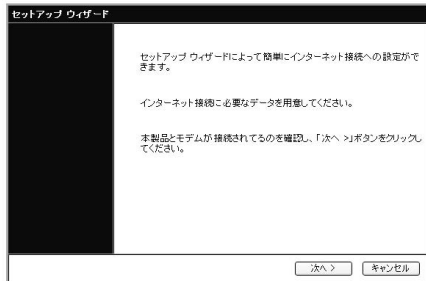 セットアップ ウィザード
セットアップ ウィザードによって簡単にインターネット接続への設定がで
きます。
インターネット接続に必要なデータを用意してください。
本製品とモデムが接続されてるのを確認し、「次へ >」ボタンをクリックし
てください。
次へ >
キャンセル